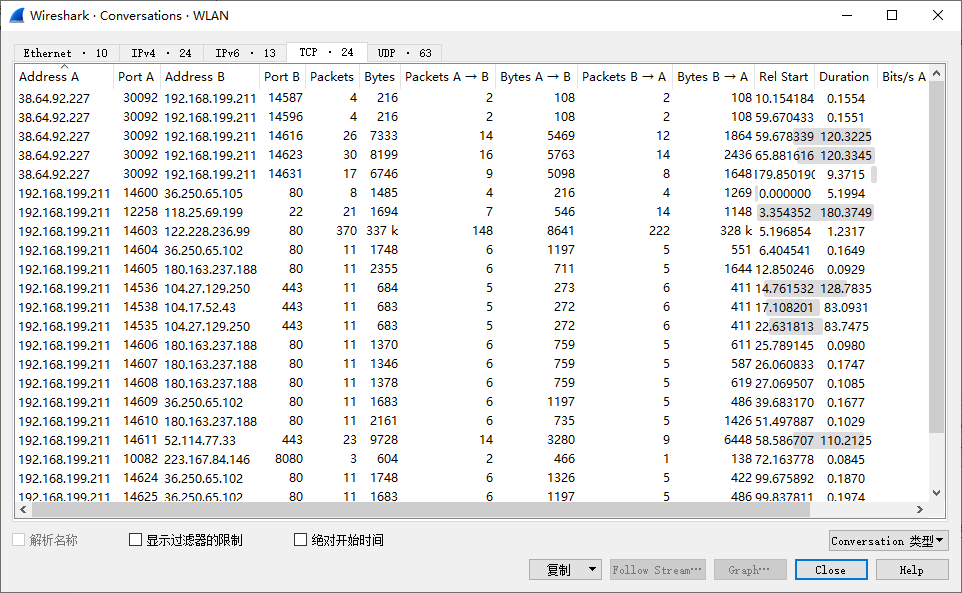 Wireshark · Conversations · WLAN
Ethernet · 10 IPv4 · 24 IPv6 · 13 TCP · 24 UDP · 63
Address A Port A Address B Port B Packets Bytes Packets A → B Bytes A → B Packets B → A Bytes B → A Rel Start Duration Bits/s A
38.64.92.227 30092 192.168.199.211 14587 4 216 2 108 2 108 10.154184 0.1554
38.64.92.227 30092 192.168.199.211 14596 4 216 2 108 2 108 59.670433 0.1551
38.64.92.227 30092 192.168.199.211 14616 26 7333 14 5469 12 1864 59.678339 120.3225
38.64.92.227 30092 192.168.199.211 14623 30 8199 16 5763 14 2436 65.881616 120.3345
38.64.92.227 30092 192.168.199.211 14631 17 6746 9 5098 8 1648 179.850190 9.3715
192.168.199.211 14600 36.250.65.105 80 8 1485 4 216 4 1269 0.000000 5.1994
192.168.199.211 12258 118.25.69.199 22 21 1694 7 546 14 1148 3.354352 180.3749
192.168.199.211 14603 122.228.236.99 80 370 337 k 148 8641 222 328 k 5.196854 1.2317
192.168.199.211 14604 36.250.65.102 80 11 1748 6 1197 5 551 6.404541 0.1649
192.168.199.211 14605 180.163.237.188 80 11 2355 6 711 5 1644 12.850246 0.0929
192.168.199.211 14536 104.27.129.250 443 11 684 5 273 6 411 14.761532 128.7835
192.168.199.211 14538 104.17.52.43 443 11 683 5 272 6 411 17.108201 83.0931
192.168.199.211 14535 104.27.129.250 443 11 683 5 272 6 411 22.631813 83.7475
192.168.199.211 14606 180.163.237.188 80 11 1370 6 759 5 611 25.789145 0.0980
192.168.199.211 14607 180.163.237.188 80 11 1346 6 759 5 587 26.060833 0.1747
192.168.199.211 14608 180.163.237.188 80 11 1378 6 759 5 619 27.069507 0.1085
192.168.199.211 14609 36.250.65.102 80 11 1683 6 1197 5 486 39.683170 0.1677
192.168.199.211 14610 180.163.237.188 80 11 2161 6 735 5 1426 51.497887 0.1029
192.168.199.211 14611 52.114.77.33 443 23 9728 14 3280 9 6448 58.586707 110.2125
192.168.199.211 10082 223.167.84.146 8080 3 604 2 466 1 138 72.163778 0.0845
192.168.199.211 14624 36.250.65.102 80 11 1748 6 1326 5 422 99.675892 0.1870
192.168.199.211 14625 36.250.65.102 80 11 1683 6 1197 5 486 99.837811 0.1974
解析名称 显示过滤器的限制 绝对开始时间 Conversation 类型
复制 Follow Stream… Graph… Close Help